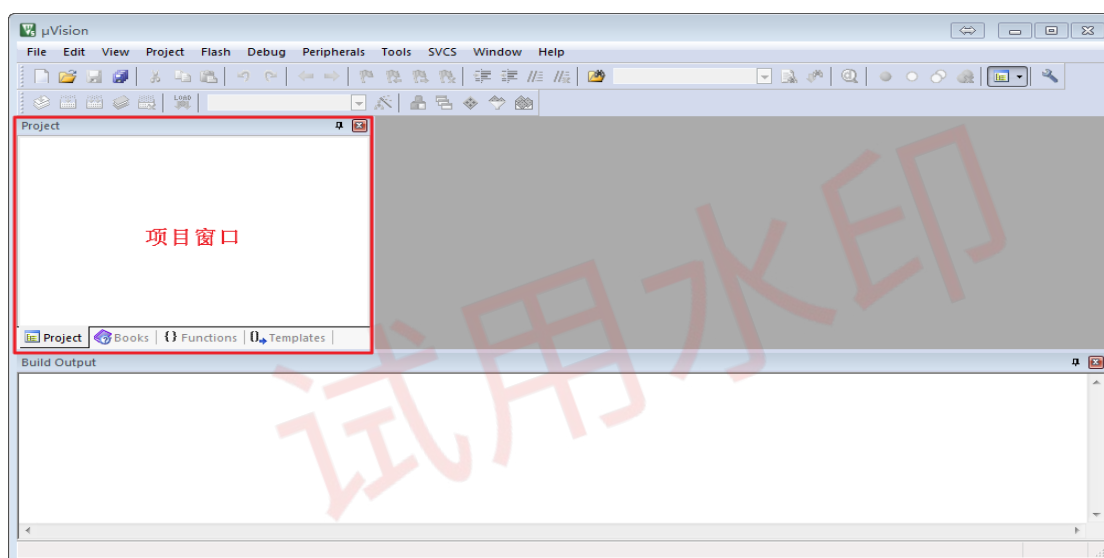 µVision
File Edit View Project Flash Debug Peripherals Tools SVCS Window Help
LOAD
Project
项目窗口
Project Books {} Functions Templates
Build Output
试用水印